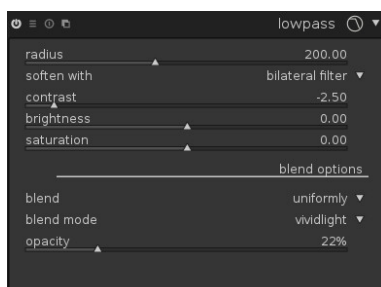 lowpass
radius 200.00
soften with bilateral filter
contrast -2.50
brightness 0.00
saturation 0.00
blend options
blend uniformly
blend mode vividlight
opacity 22%